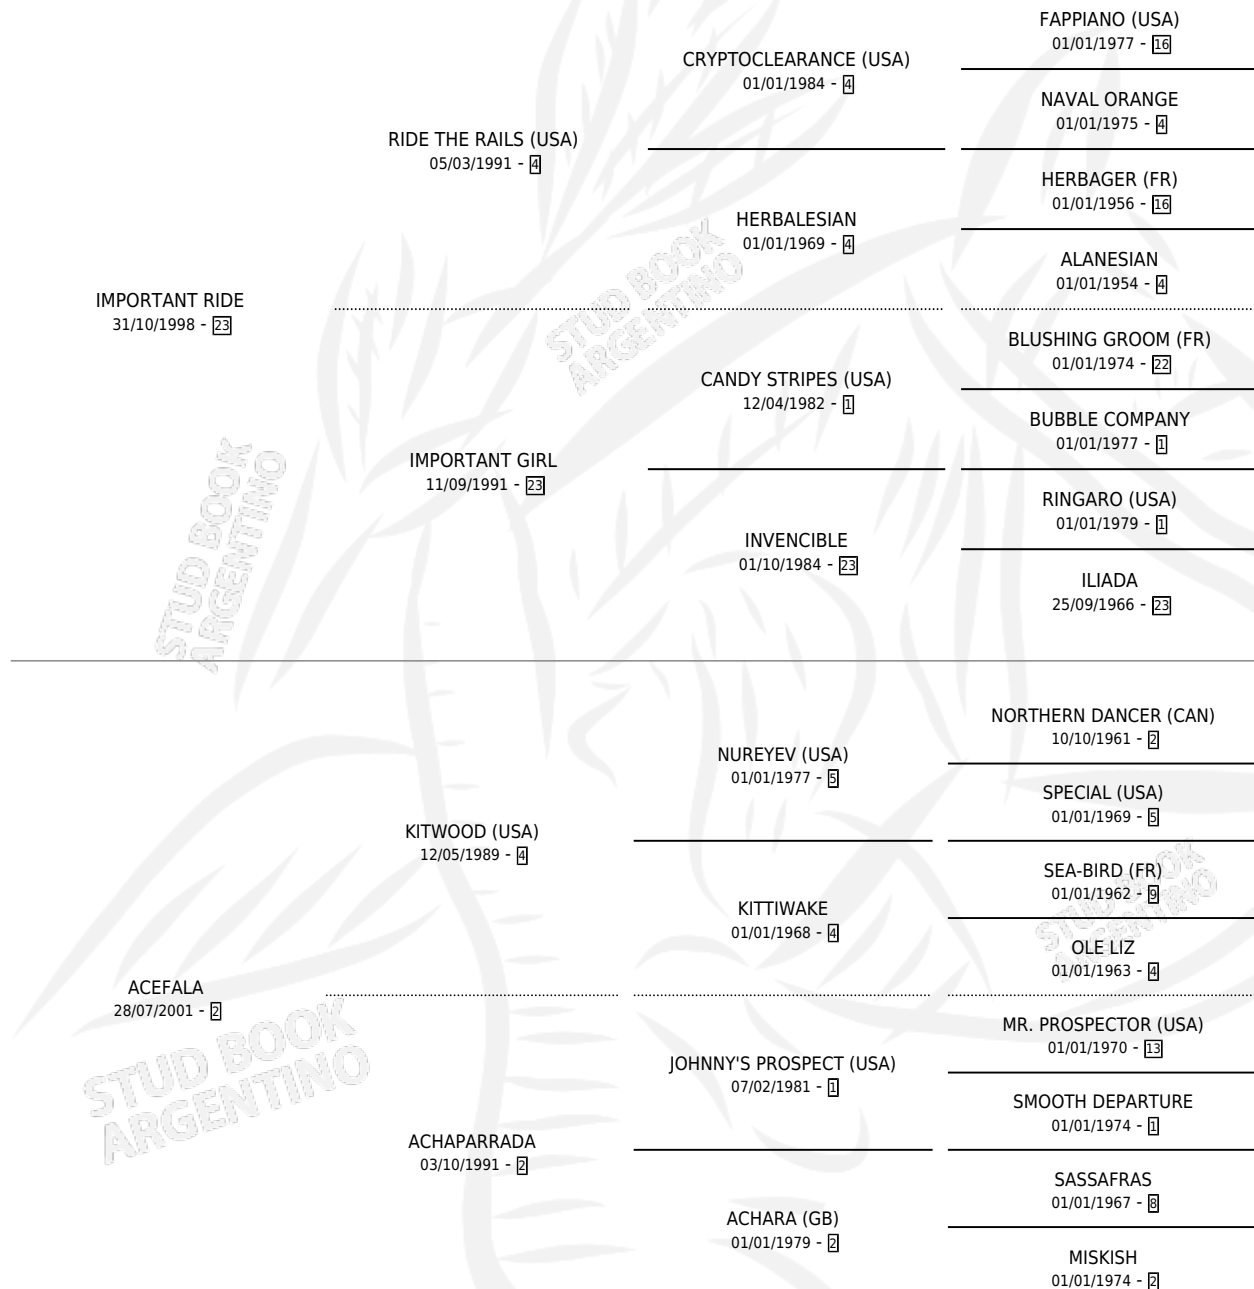 FAPPIANO (USA)
01/01/1977 - 16
CRYPTOCLEARANCE (USA)
01/01/1984 - 4
NAVAL ORANGE
01/01/1975 - 4
RIDE THE RAILS (USA)
05/03/1991 - 4
HERBAGER (FR)
01/01/1956 - 16
HERBALESIAN
01/01/1969 - 4
ALANESIAN
01/01/1954 - 4
IMPORTANT RIDE
31/10/1998 - 23
BLUSHING GROOM (FR)
01/01/1974 - 22
CANDY STRIPES (USA)
12/04/1982 - 1
BUBBLE COMPANY
01/01/1977 - 1
IMPORTANT GIRL
11/09/1991 - 23
RINGARO (USA)
01/01/1979 - 1
INVENCIBLE
01/10/1984 - 23
ILIADA
25/09/1966 - 23
NORTHERN DANCER (CAN)
10/10/1961 - 2
NUREYEV (USA)
01/01/1977 - 5
SPECIAL (USA)
01/01/1969 - 5
KITWOOD (USA)
12/05/1989 - 4
SEA-BIRD (FR)
01/01/1962 - 9
KITTIWAKE
01/01/1968 - 4
OLE LIZ
01/01/1963 - 4
ACEFALA
28/07/2001 - 2
MR. PROSPECTOR (USA)
01/01/1970 - 13
JOHNNY'S PROSPECT (USA)
07/02/1981 - 1
SMOOTH DEPARTURE
01/01/1974 - 1
ACHAPARRADA
03/10/1991 - 2
SASSAFRAS
01/01/1967 - 8
ACHARA (GB)
01/01/1979 - 2
MISKISH
01/01/1974 - 2
STUD BOOK
ARGENTINO
STUD BOOK
ARGENTINO
STUD BOOK
ARGENTINO
STUD BOOK
ARGENTINO